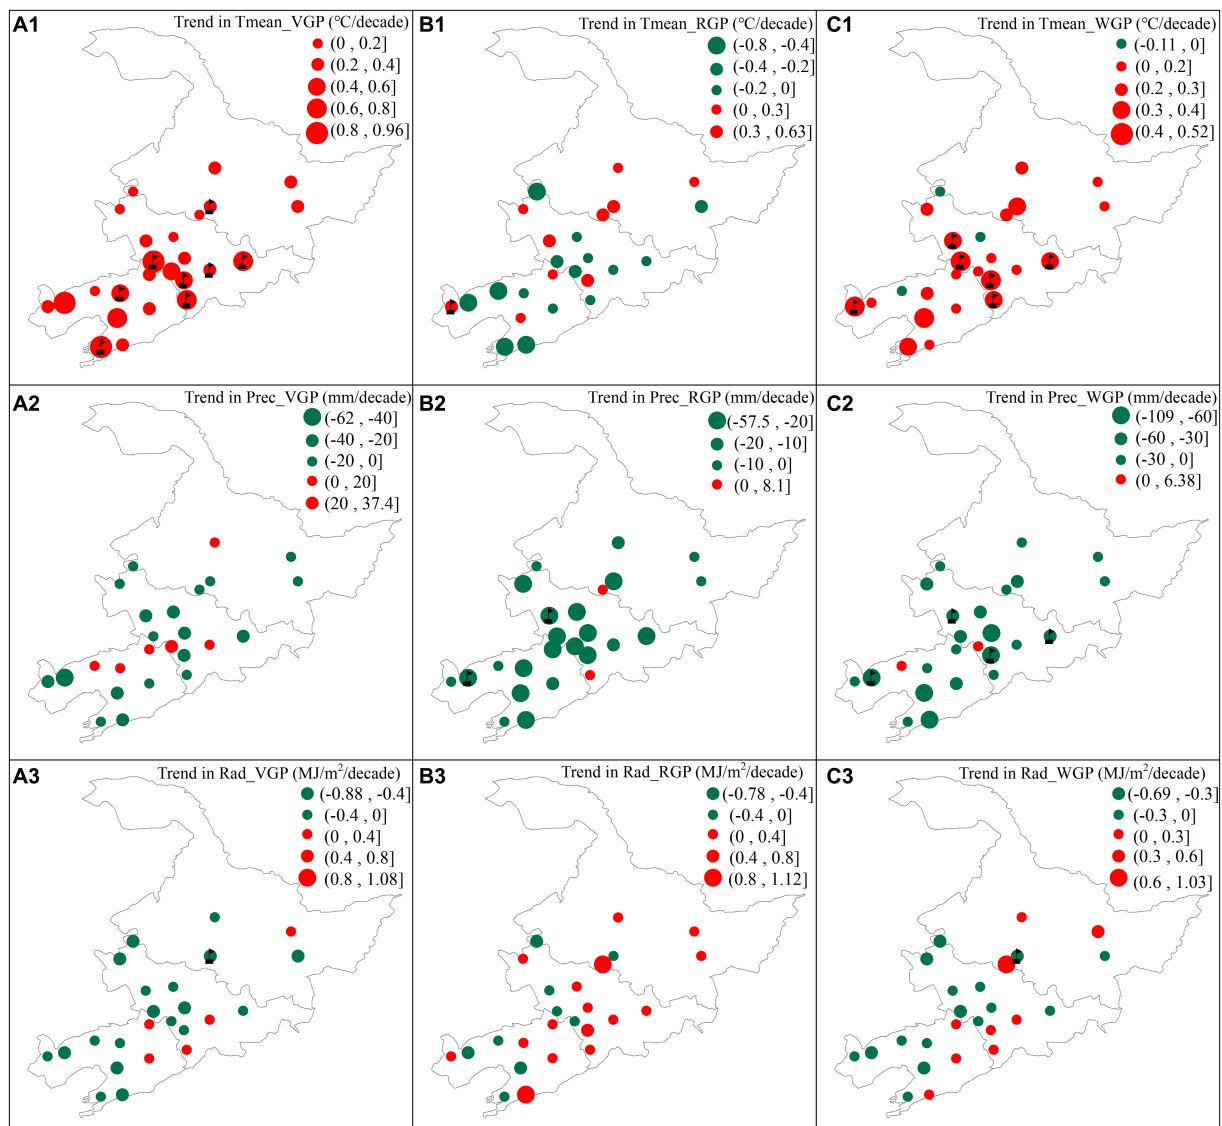 A1
Trend in Tmean_VGP (℃/decade)
(0 , 0.2]
(0.2 , 0.4]
(0.4 , 0.6]
(0.6, 0.8]
(0.8 , 0.96]
B1
Trend in Tmean_RGP (℃/decade)
(-0.8 , -0.4]
(-0.4 , -0.2]
(-0.2 , 0]
(0 , 0.3]
(0.3 , 0.63]
C1
Trend in Tmean_WGP (℃/decade)
(-0.11 , 0]
(0 , 0.2]
(0.2 , 0.3]
(0.3 , 0.4]
(0.4 , 0.52]
A2
Trend in Prec_VGP (mm/decade)
(-62 , -40]
(-40 , -20]
(-20 , 0]
(0 , 20]
(20 , 37.4]
B2
Trend in Prec_RGP (mm/decade)
(-57.5 , -20]
(-20 , -10]
(-10 , 0]
(0 , 8.1]
C2
Trend in Prec_WGP (mm/decade)
(-109 , -60]
(-60 , -30]
(-30 , 0]
(0 , 6.38]
A3
Trend in Rad_VGP (MJ/m²/decade)
(-0.88 , -0.4]
(-0.4 , 0]
(0 , 0.4]
(0.4 , 0.8]
(0.8 , 1.08]
B3
Trend in Rad_RGP (MJ/m²/decade)
(-0.78 , -0.4]
(-0.4 , 0]
(0 , 0.4]
(0.4 , 0.8]
(0.8 , 1.12]
C3
Trend in Rad_WGP (MJ/m²/decade)
(-0.69 , -0.3]
(-0.3 , 0]
(0 , 0.3]
(0.3 , 0.6]
(0.6 , 1.03]